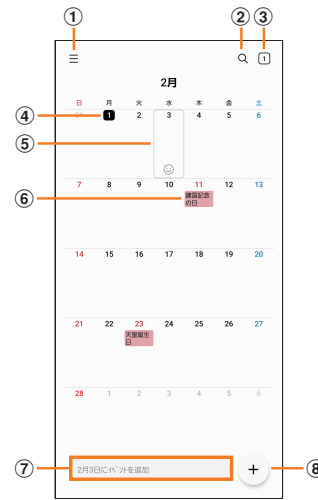 ① ② ③
1
2月
日 月 火 水 木 金 土
31 1 2 3 4 5 6
④
⑤
7 8 9 10 11 12 13
建国記念
の日
⑥
14 15 16 17 18 19 20
21 22 23 24 25 26 27
天皇誕生
日
28 1 2 3 4 5 6
⑦ 2月3日にイベントを追加 + ⑧